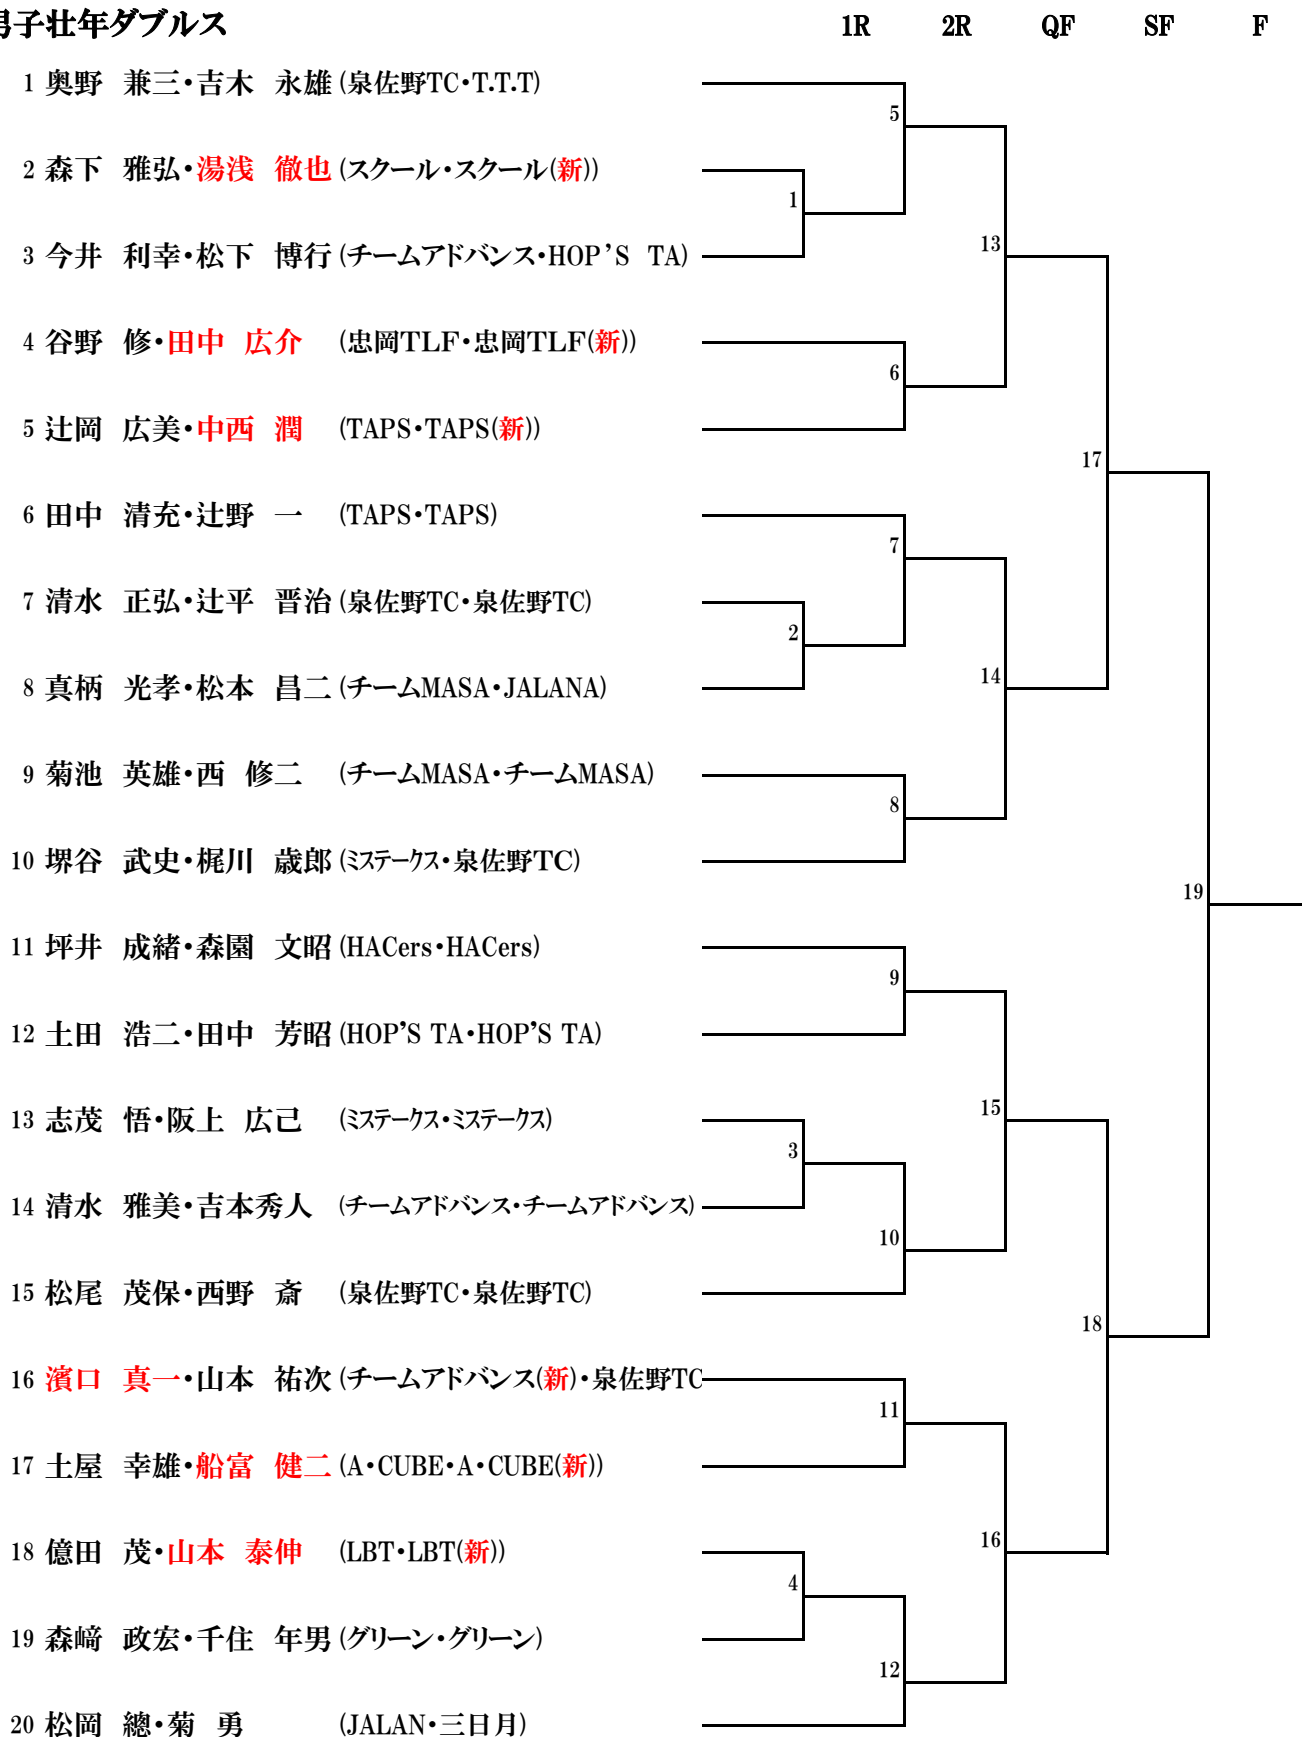 男子壮年ダブルス 1R 2R QF SF F
1 奥野 兼三・吉木 永雄 (泉佐野TC・T.T.T)
5
2 森下 雅弘・湯浅 徹也 (スクール・スクール(新))
1
3 今井 利幸・松下 博行 (チームアドバンス・HOP’S TA)
13
4 谷野 修・田中 広介 (忠岡TLF・忠岡TLF(新))
6
5 辻岡 広美・中西 潤 (TAPS・TAPS(新))
17
6 田中 清充・辻野 一 (TAPS・TAPS)
7
7 清水 正弘・辻平 晋治 (泉佐野TC・泉佐野TC)
2
8 真柄 光孝・松本 昌二 (チームMASA・JALANA)
14
9 菊池 英雄・西 修二 (チームMASA・チームMASA)
8
10 堺谷 武史・梶川 歳郎 (ミステークス・泉佐野TC)
19
11 坪井 成緒・森園 文昭 (HACers・HACers)
9
12 土田 浩二・田中 芳昭 (HOP’S TA・HOP’S TA)
15
13 志茂 悟・阪上 広己 (ミステークス・ミステークス)
3
14 清水 雅美・吉本秀人 (チームアドバンス・チームアドバンス)
10
15 松尾 茂保・西野 斎 (泉佐野TC・泉佐野TC)
18
16 濱口 真一・山本 祐次 (チームアドバンス(新)・泉佐野TC
11
17 土屋 幸雄・船富 健二 (A・CUBE・A・CUBE(新))
16
18 億田 茂・山本 泰伸 (LBT・LBT(新))
4
19 森﨑 政宏・千住 年男 (グリーン・グリーン)
12
20 松岡 總・菊 勇 (JALAN・三日月)